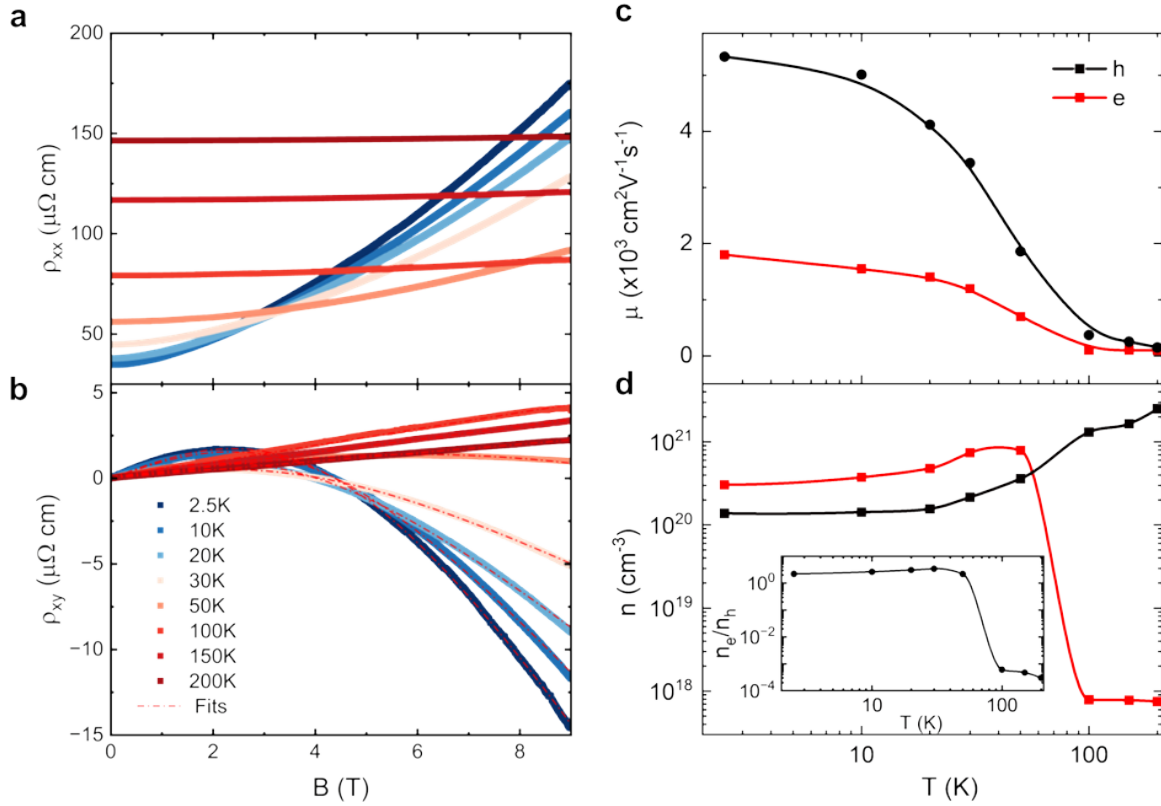 a
200
150
100
50
ρxx (μΩ cm)
b
5
0
−5
−10
−15
ρxy (μΩ cm)
2.5K
10K
20K
30K
50K
100K
150K
200K
Fits
0 2 4 6 8
B (T)
c
h
e
4
2
0
μ (x10³ cm²V⁻¹s⁻¹)
d
10²¹
10²⁰
10¹⁹
10¹⁸
n (cm⁻³)
10⁰
10⁻²
10⁻⁴
nₑ/nₕ
10 100
T (K)
10 100
T (K)